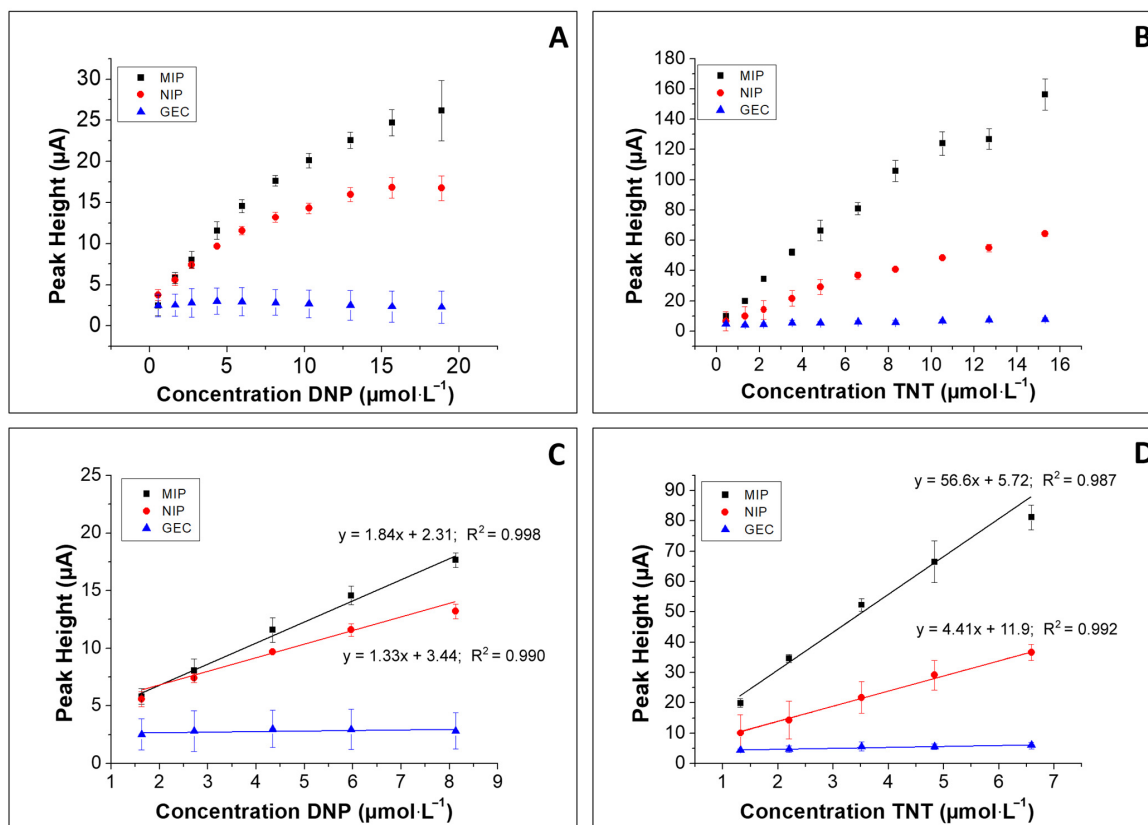 A
MIP
NIP
GEC
30
25
20
15
10
5
0
Peak Height (µA)
0 5 10 15 20
Concentration DNP (µmol·L⁻¹)
B
MIP
NIP
GEC
180
160
140
120
100
80
60
40
20
0
Peak Height (µA)
0 2 4 6 8 10 12 14 16
Concentration TNT (µmol·L⁻¹)
C
MIP
NIP
GEC
25
20
15
10
5
0
Peak Height (µA)
y = 1.84x + 2.31; R² = 0.998
y = 1.33x + 3.44; R² = 0.990
1 2 3 4 5 6 7 8 9
Concentration DNP (µmol·L⁻¹)
D
MIP
NIP
GEC
90
80
70
60
50
40
30
20
10
0
Peak Height (µA)
y = 56.6x + 5.72; R² = 0.987
y = 4.41x + 11.9; R² = 0.992
1 2 3 4 5 6 7
Concentration TNT (µmol·L⁻¹)